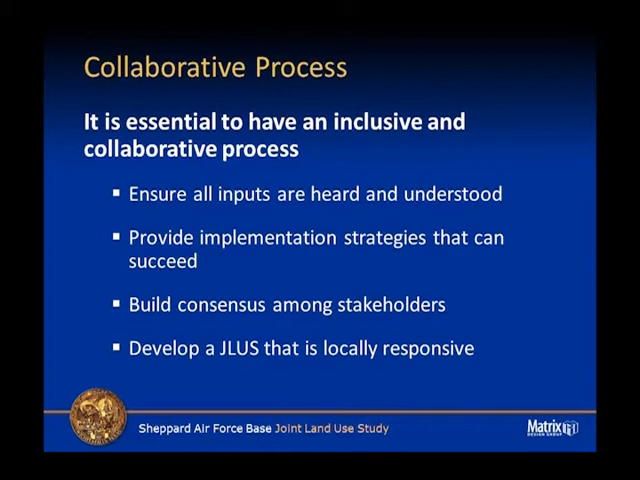 Collaborative Process
It is essential to have an inclusive and
collaborative process
Ensure all inputs are heard and understood
Provide implementation strategies that can
succeed
Build consensus among stakeholders
Develop a JLUS that is locally responsive
Sheppard Air Force Base Joint Land Use Study
Matrix
DESIGN GROUP